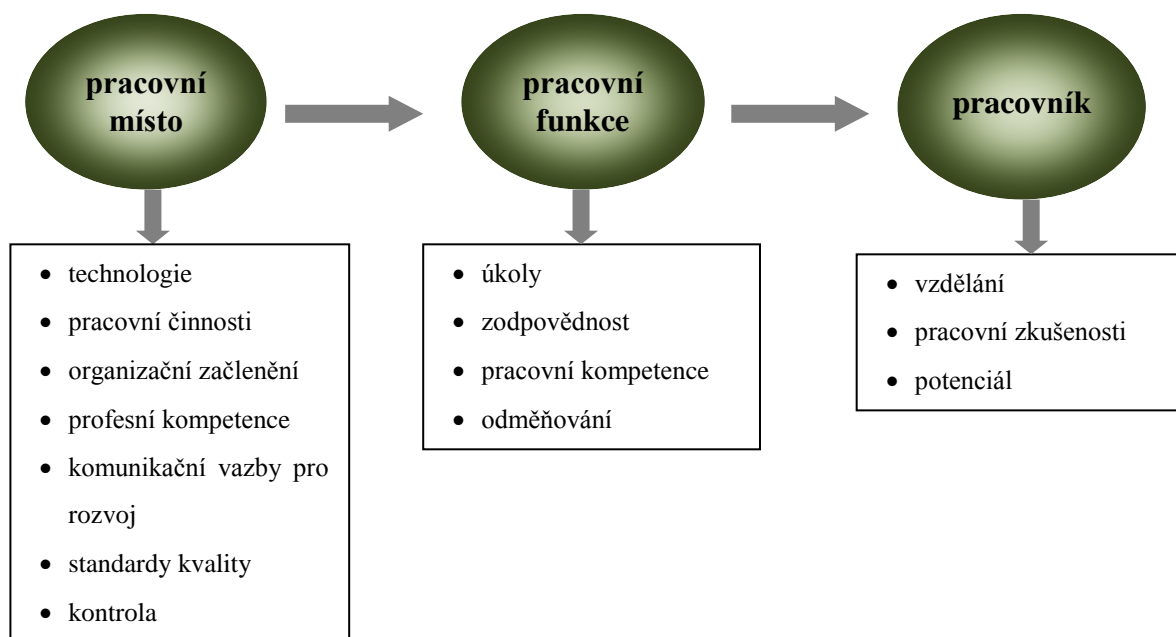 pracovní
místo
pracovní
funkce
pracovník
• technologie
• pracovní činnosti
• organizační začlenění
• profesní kompetence
• komunikační vazby pro
rozvoj
• standardy kvality
• kontrola
• úkoly
• zodpovědnost
• pracovní kompetence
• odměňování
• vzdělání
• pracovní zkušenosti
• potenciál